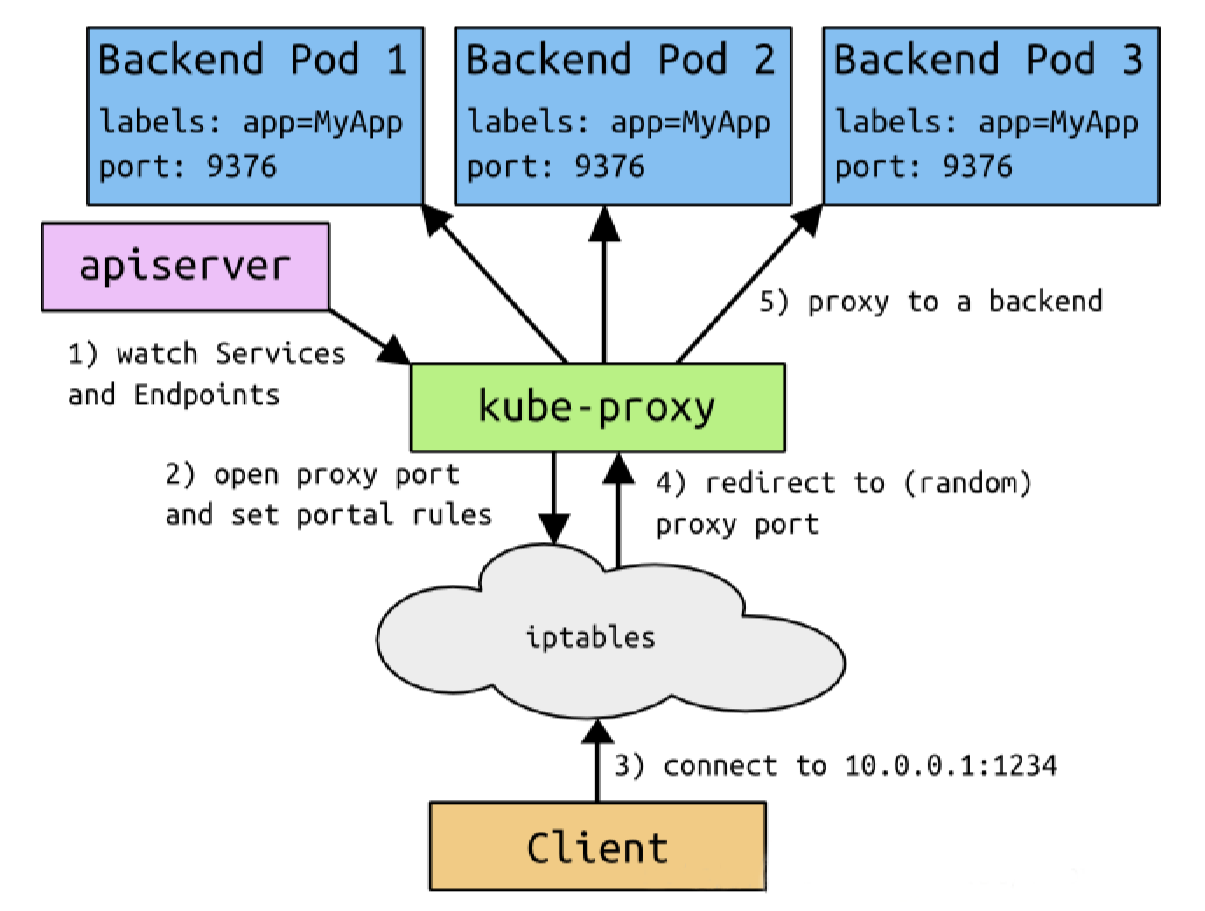 Backend Pod 1
labels: app=MyApp
port: 9376
Backend Pod 2
labels: app=MyApp
port: 9376
Backend Pod 3
labels: app=MyApp
port: 9376
apiserver
1) watch Services
and Endpoints
5) proxy to a backend
kube-proxy
2) open proxy port
and set portal rules
4) redirect to (random)
proxy port
iptables
3) connect to 10.0.0.1:1234
Client